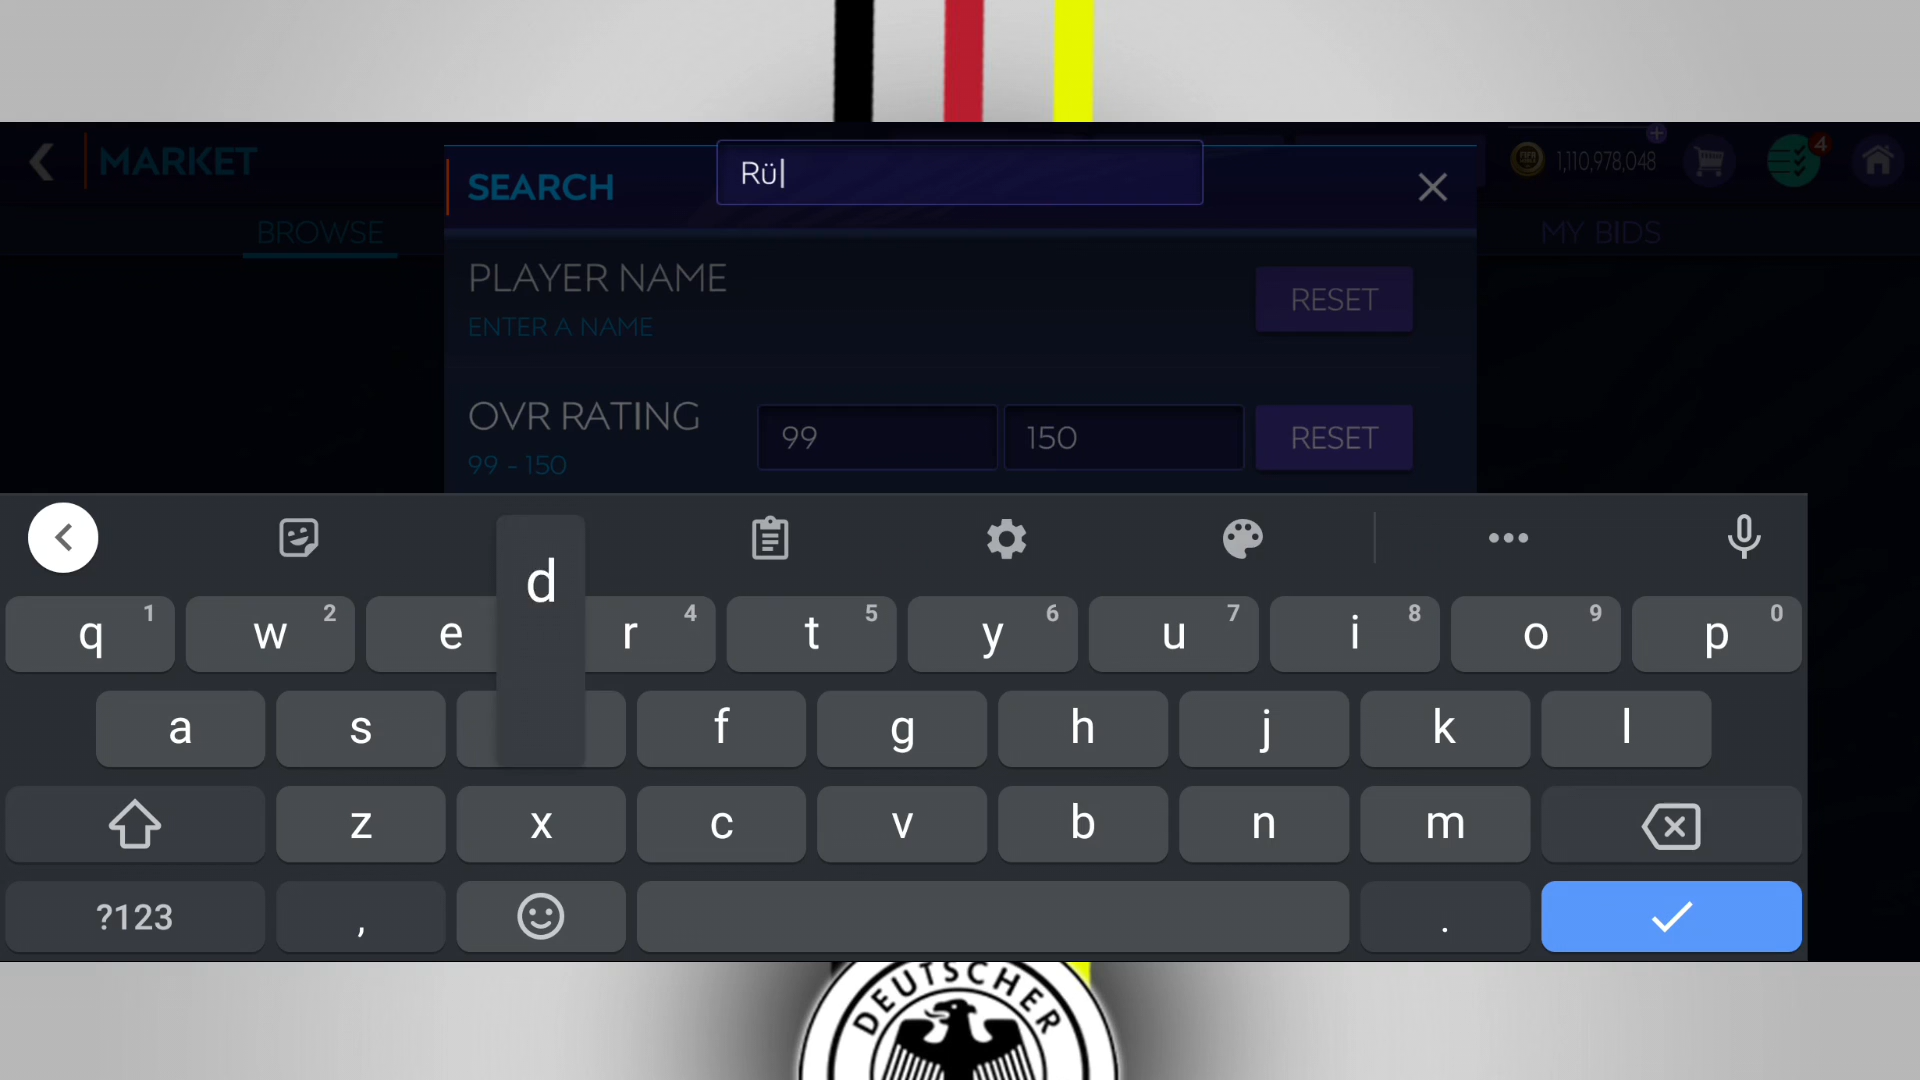 MARKET
SEARCH
Rü
1,110,978,048
4
BROWSE
MY BIDS
PLAYER NAME
RESET
ENTER A NAME
OVR RATING
99
150
RESET
99 - 150
d
q 1 w 2 e r 4 t 5 y 6 u 7 i 8 o 9 p 0
a s f g h j k l
z x c v b n m
?123 , .
DEUTSCHER